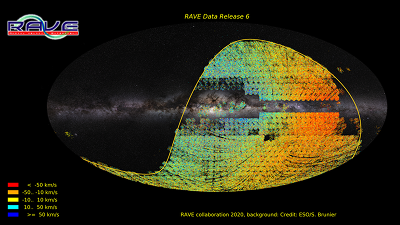 RAVE Data Release 6
RAVE
< -50 km/s
-50.. -10 km/s
-10.. 10 km/s
10.. 50 km/s
>= 50 km/s
RAVE collaboration 2020, background: Credit: ESO/S. Brunier